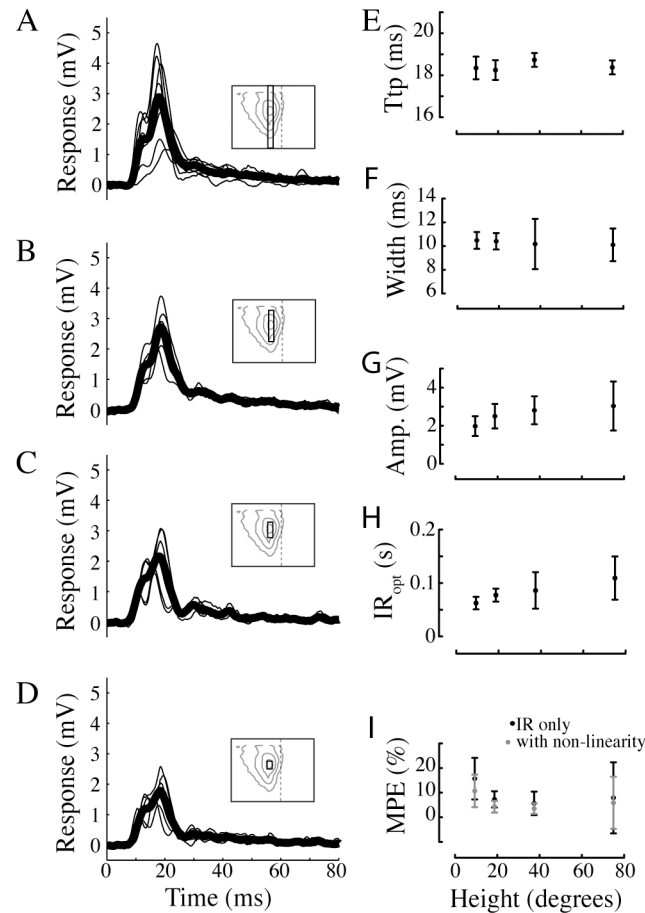 A
Response (mV)
5
4
3
2
1
0
B
Response (mV)
5
4
3
2
1
0
C
Response (mV)
5
4
3
2
1
0
D
Response (mV)
5
4
3
2
1
0
0 20 40 60 80
Time (ms)
E
Ttp (ms)
20
18
16
F
Width (ms)
14
12
10
8
6
G
Amp. (mV)
4
2
0
H
IRopt (s)
0.2
0.1
0
I
IR only
with non-linearity
MPE (%)
20
10
0
0 20 40 60 80
Height (degrees)